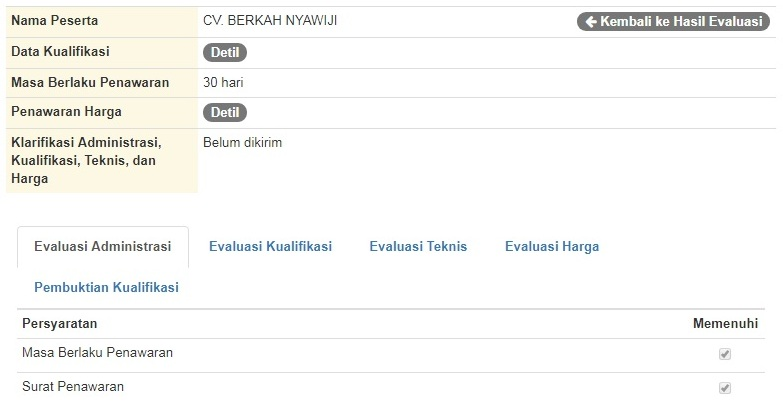 Nama Peserta CV. BERKAH NYAWIJI Kembali ke Hasil Evaluasi
Data Kualifikasi Detil
Masa Berlaku Penawaran 30 hari
Penawaran Harga Detil
Klarifikasi Administrasi, Belum dikirim
Kualifikasi, Teknis, dan
Harga
Evaluasi Administrasi Evaluasi Kualifikasi Evaluasi Teknis Evaluasi Harga
Pembuktian Kualifikasi
Persyaratan Memenuhi
Masa Berlaku Penawaran
Surat Penawaran